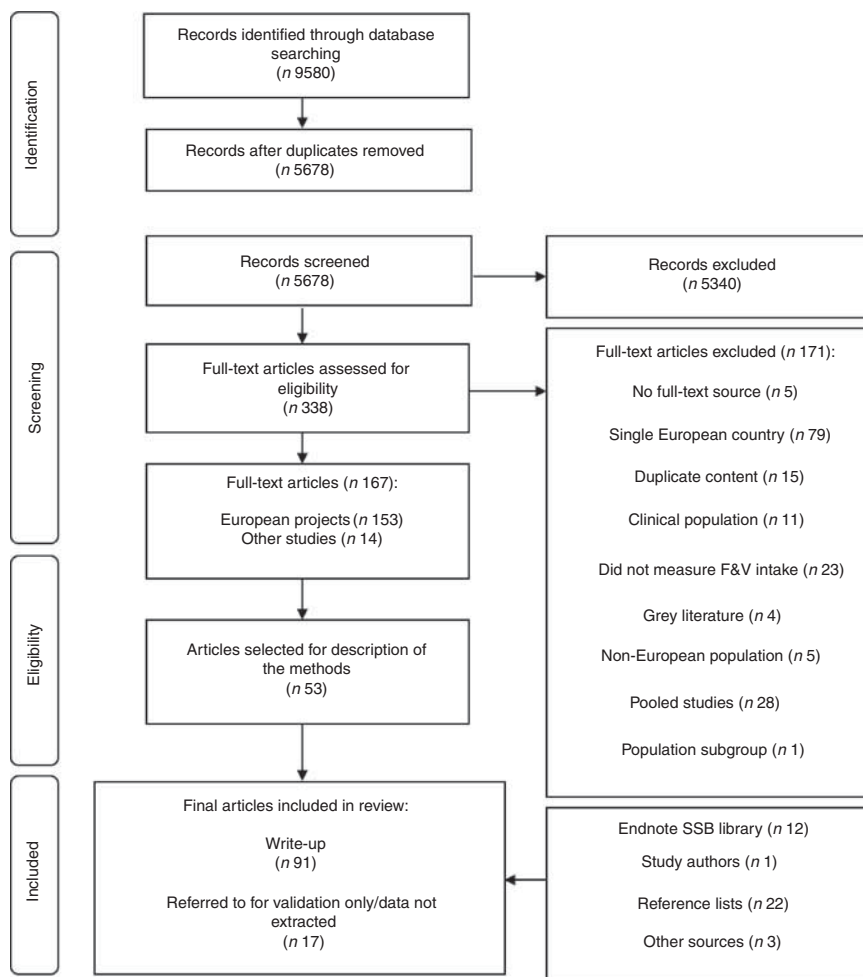 Identification
Records identified through database
searching
(n 9580)
Records after duplicates removed
(n 5678)
Screening
Records screened
(n 5678)
Records excluded
(n 5340)
Full-text articles assessed for
eligibility
(n 338)
Full-text articles excluded (n 171):
No full-text source (n 5)
Single European country (n 79)
Duplicate content (n 15)
Clinical population (n 11)
Did not measure F&V intake (n 23)
Grey literature (n 4)
Non-European population (n 5)
Pooled studies (n 28)
Population subgroup (n 1)
Full-text articles (n 167):
European projects (n 153)
Other studies (n 14)
Eligibility
Articles selected for description of
the methods
(n 53)
Included
Final articles included in review:
Write-up
(n 91)
Referred to for validation only/data not
extracted
(n 17)
Endnote SSB library (n 12)
Study authors (n 1)
Reference lists (n 22)
Other sources (n 3)